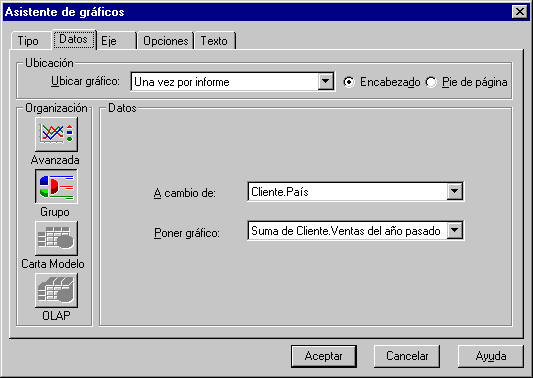 Asistente de gráficos
Tipo Datos Eje Opciones Texto
Ubicación
Ubicar gráfico: Una vez por informe Encabezado Pie de página
Organización Datos
Avanzada
A cambio de: Cliente.País
Grupo
Poner gráfico: Suma de Cliente.Ventas del año pasado
Carta Modelo
OLAP
Aceptar Cancelar Ayuda